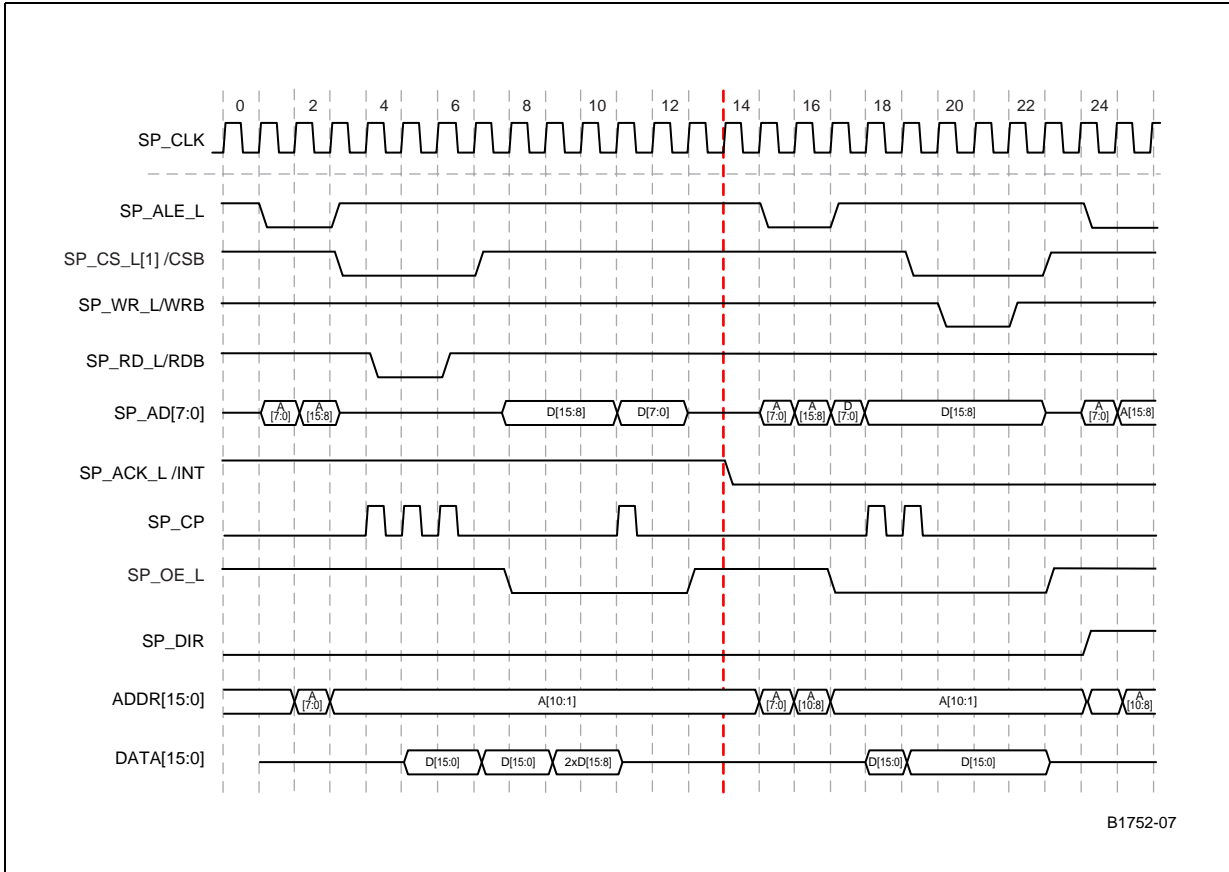 0 2 4 6 8 10 12 14 16 18 20 22 24
SP_CLK
SP_ALE_L
SP_CS_L[1] /CSB
SP_WR_L/WRB
SP_RD_L/RDB
SP_AD[7:0] A [7:0] A [15:8] D[15:8] D[7:0] A [7:0] A [15:8] D [7:0] D[15:8] A [7:0] A[15:8]
SP_ACK_L /INT
SP_CP
SP_OE_L
SP_DIR
ADDR[15:0] A [7:0] A[10:1] A [7:0] A [10:8] A[10:1] A [10:8]
DATA[15:0] D[15:0] D[15:0] 2xD[15:8] D[15:0] D[15:0]
B1752-07